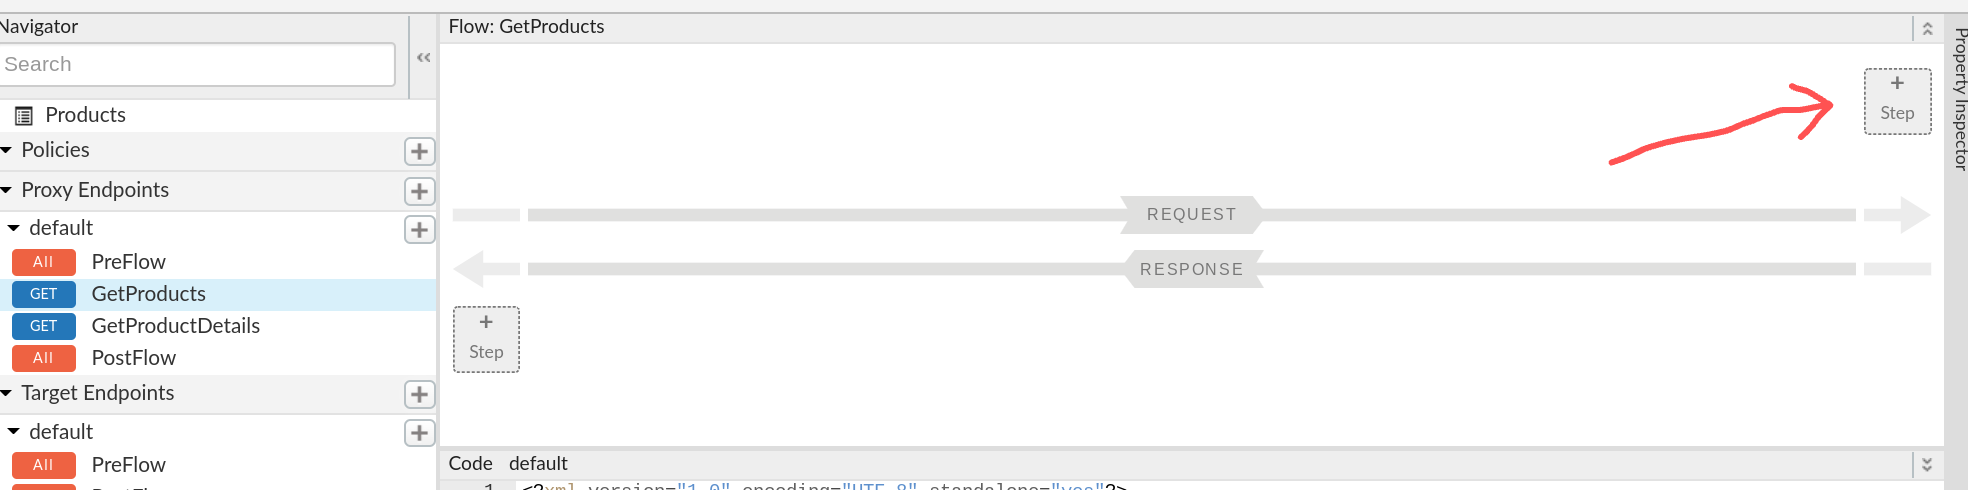 Navigator
Search
Products
Policies
Proxy Endpoints
default
All PreFlow
GET GetProducts
GET GetProductDetails
All PostFlow
Target Endpoints
default
All PreFlow
Flow: GetProducts
+
Step
REQUEST
RESPONSE
+
Step
Code default
1 <?xml version="1.0" encoding="UTF-8" standalone="yes"?>
Property Inspector